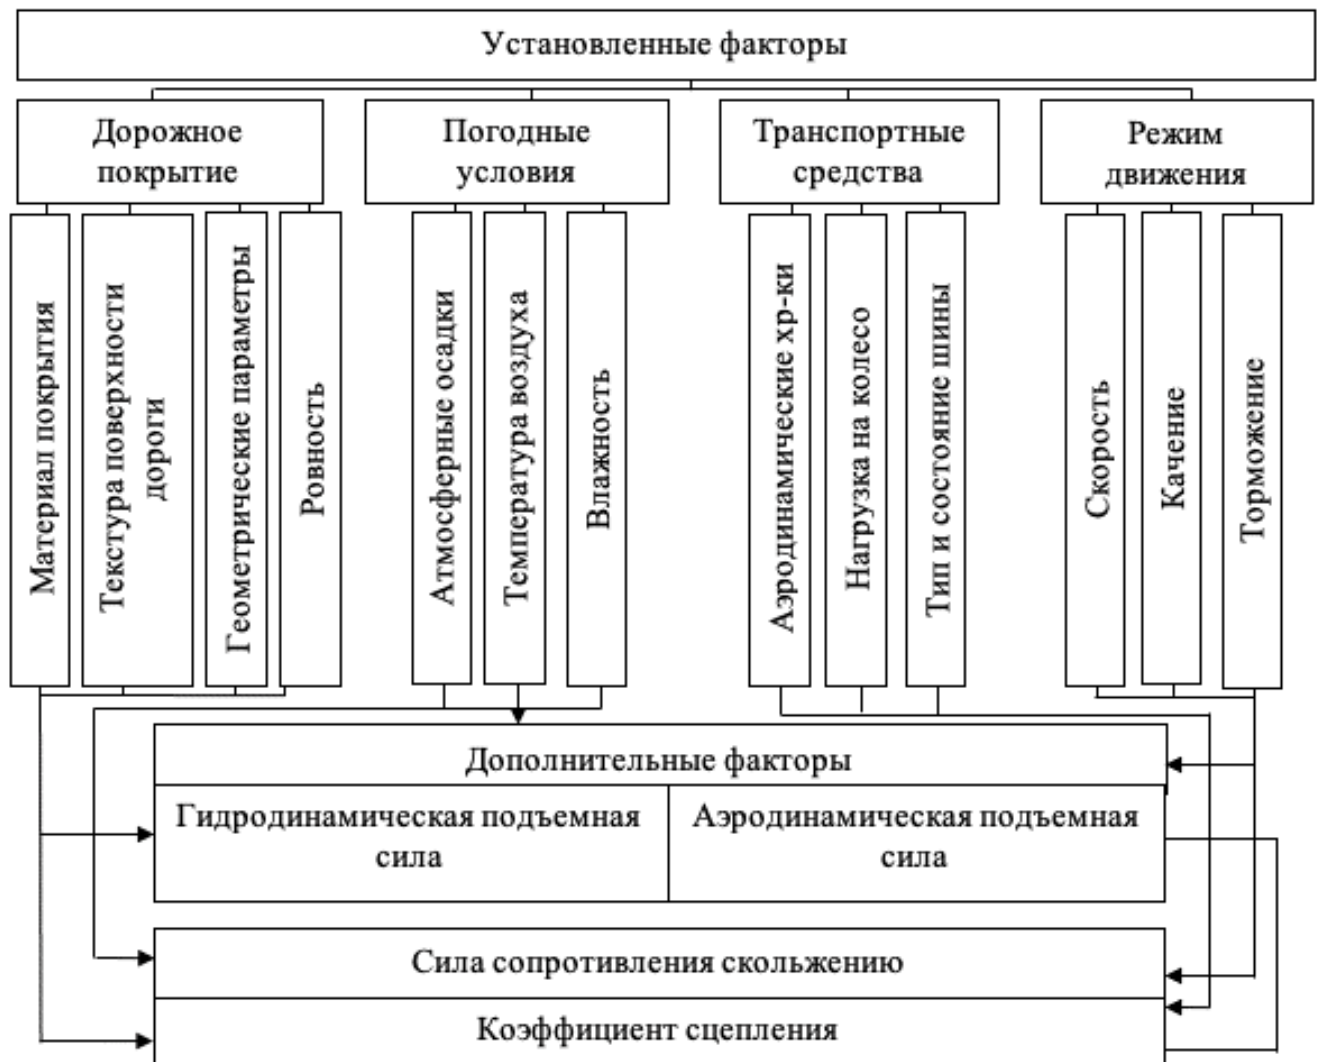 Установленные факторы
Дорожное
покрытие
Погодные
условия
Транспортные
средства
Режим
движения
Материал покрытия
Текстура поверхности
дороги
Геометрические параметры
Ровность
Атмосферные осадки
Температура воздуха
Влажность
Аэродинамические хр-ки
Нагрузка на колесо
Тип и состояние шины
Скорость
Качение
Торможение
Дополнительные факторы
Гидродинамическая подъемная
сила
Аэродинамическая подъемная
сила
Сила сопротивления скольжению
Коэффициент сцепления